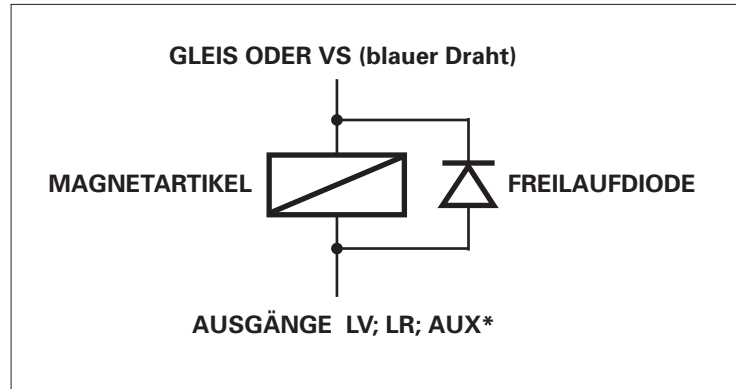 GLEIS ODER VS (blauer Draht)
MAGNETARTIKEL
FREILAUFDIODE
AUSGÄNGE LV; LR; AUX*